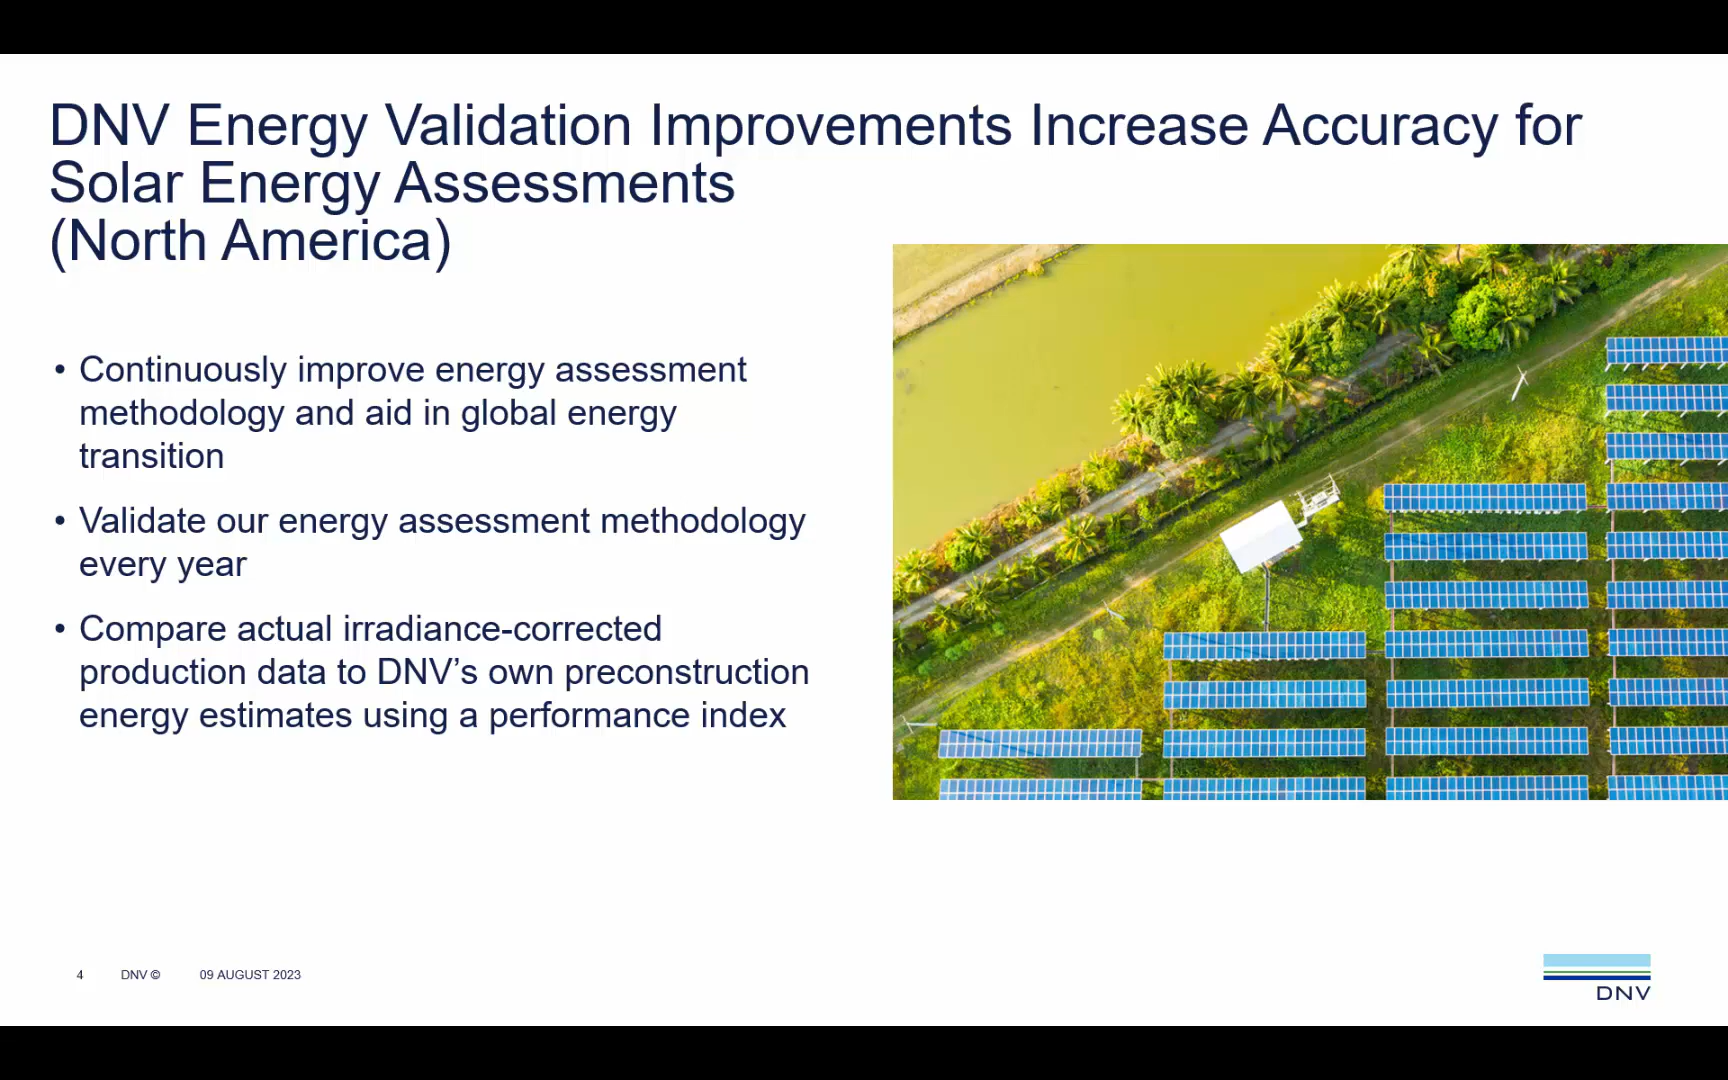 DNV Energy Validation Improvements Increase Accuracy for
Solar Energy Assessments
(North America)
• Continuously improve energy assessment
methodology and aid in global energy
transition
• Validate our energy assessment methodology
every year
• Compare actual irradiance-corrected
production data to DNV’s own preconstruction
energy estimates using a performance index
4 DNV © 09 AUGUST 2023
DNV